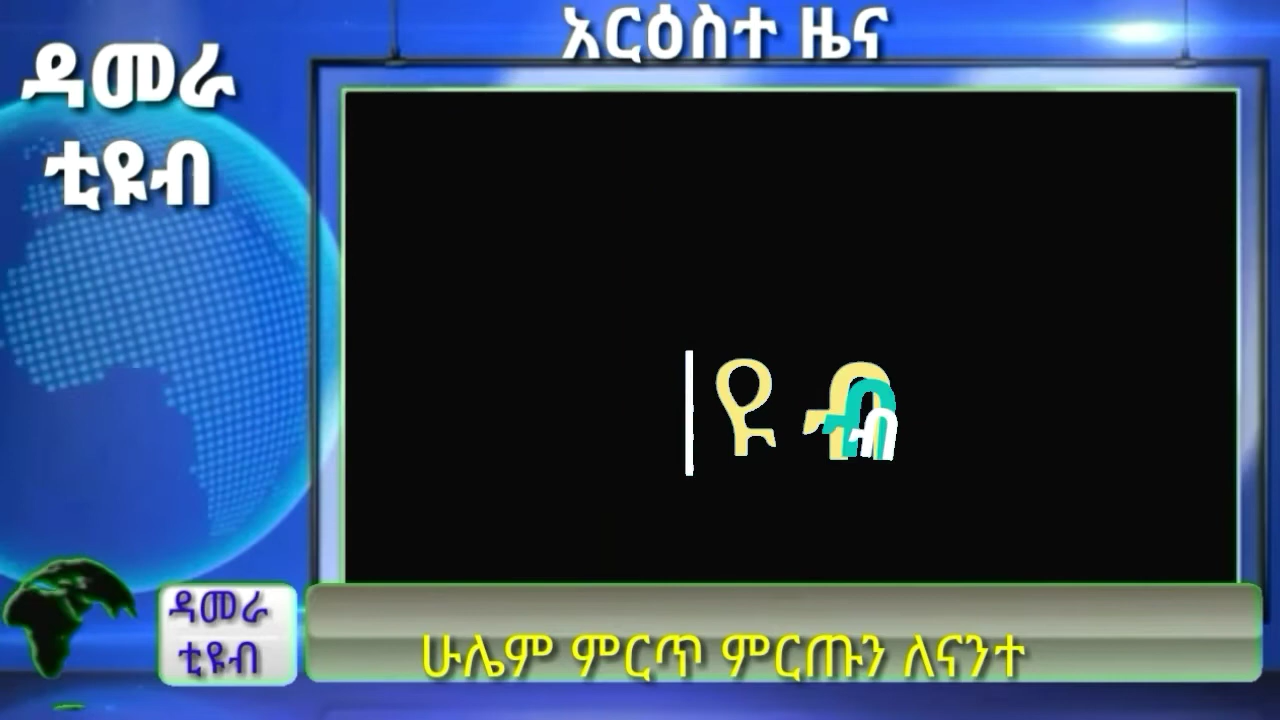 አርዕስተ ዜና
ዳመራ
ቲዩብ
ዩ ብ
ዳመራ
ቲዩብ
ሁሌም ምርጥ ምርጡን ለናንተ